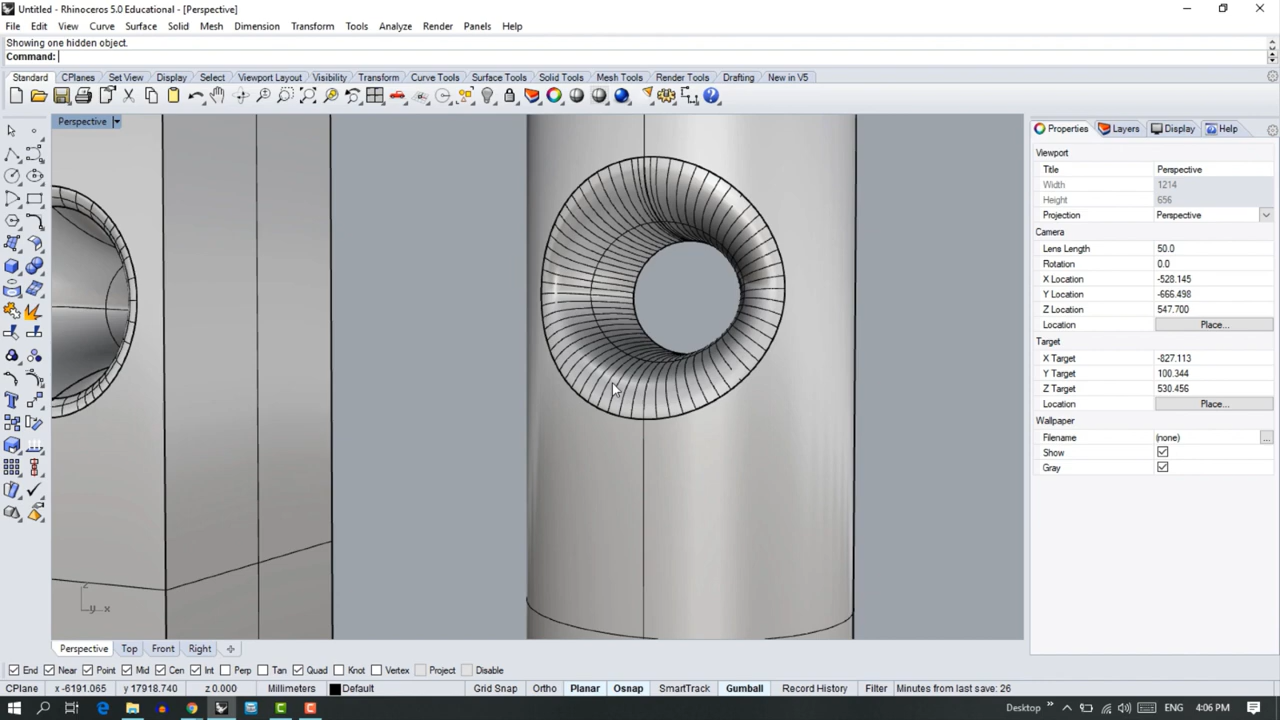 Untitled - Rhinoceros 5.0 Educational - [Perspective]
File Edit View Curve Surface Solid Mesh Dimension Transform Tools Analyze Render Panels Help
Showing one hidden object.
Command:
Standard CPlanes Set View Display Select Viewport Layout Visibility Transform Curve Tools Surface Tools Solid Tools Mesh Tools Render Tools Drafting New in V5
Perspective
Properties Layers Display Help
Viewport
Title Perspective
Width 1214
Height 656
Projection Perspective
Camera
Lens Length 50.0
Rotation 0.0
X Location -528.145
Y Location -666.498
Z Location 547.700
Location Place...
Target
X Target -827.113
Y Target 100.344
Z Target 530.456
Location Place...
Wallpaper
Filename (none) ...
Show
Gray
z
y x
Perspective Top Front Right
End Near Point Mid Cen Int Perp Tan Quad Knot Vertex Project Disable
CPlane x -6191.065 y 17918.740 z 0.000 Millimeters Default Grid Snap Ortho Planar Osnap SmartTrack Gumball Record History Filter Minutes from last save: 26
Desktop ENG 4:06 PM